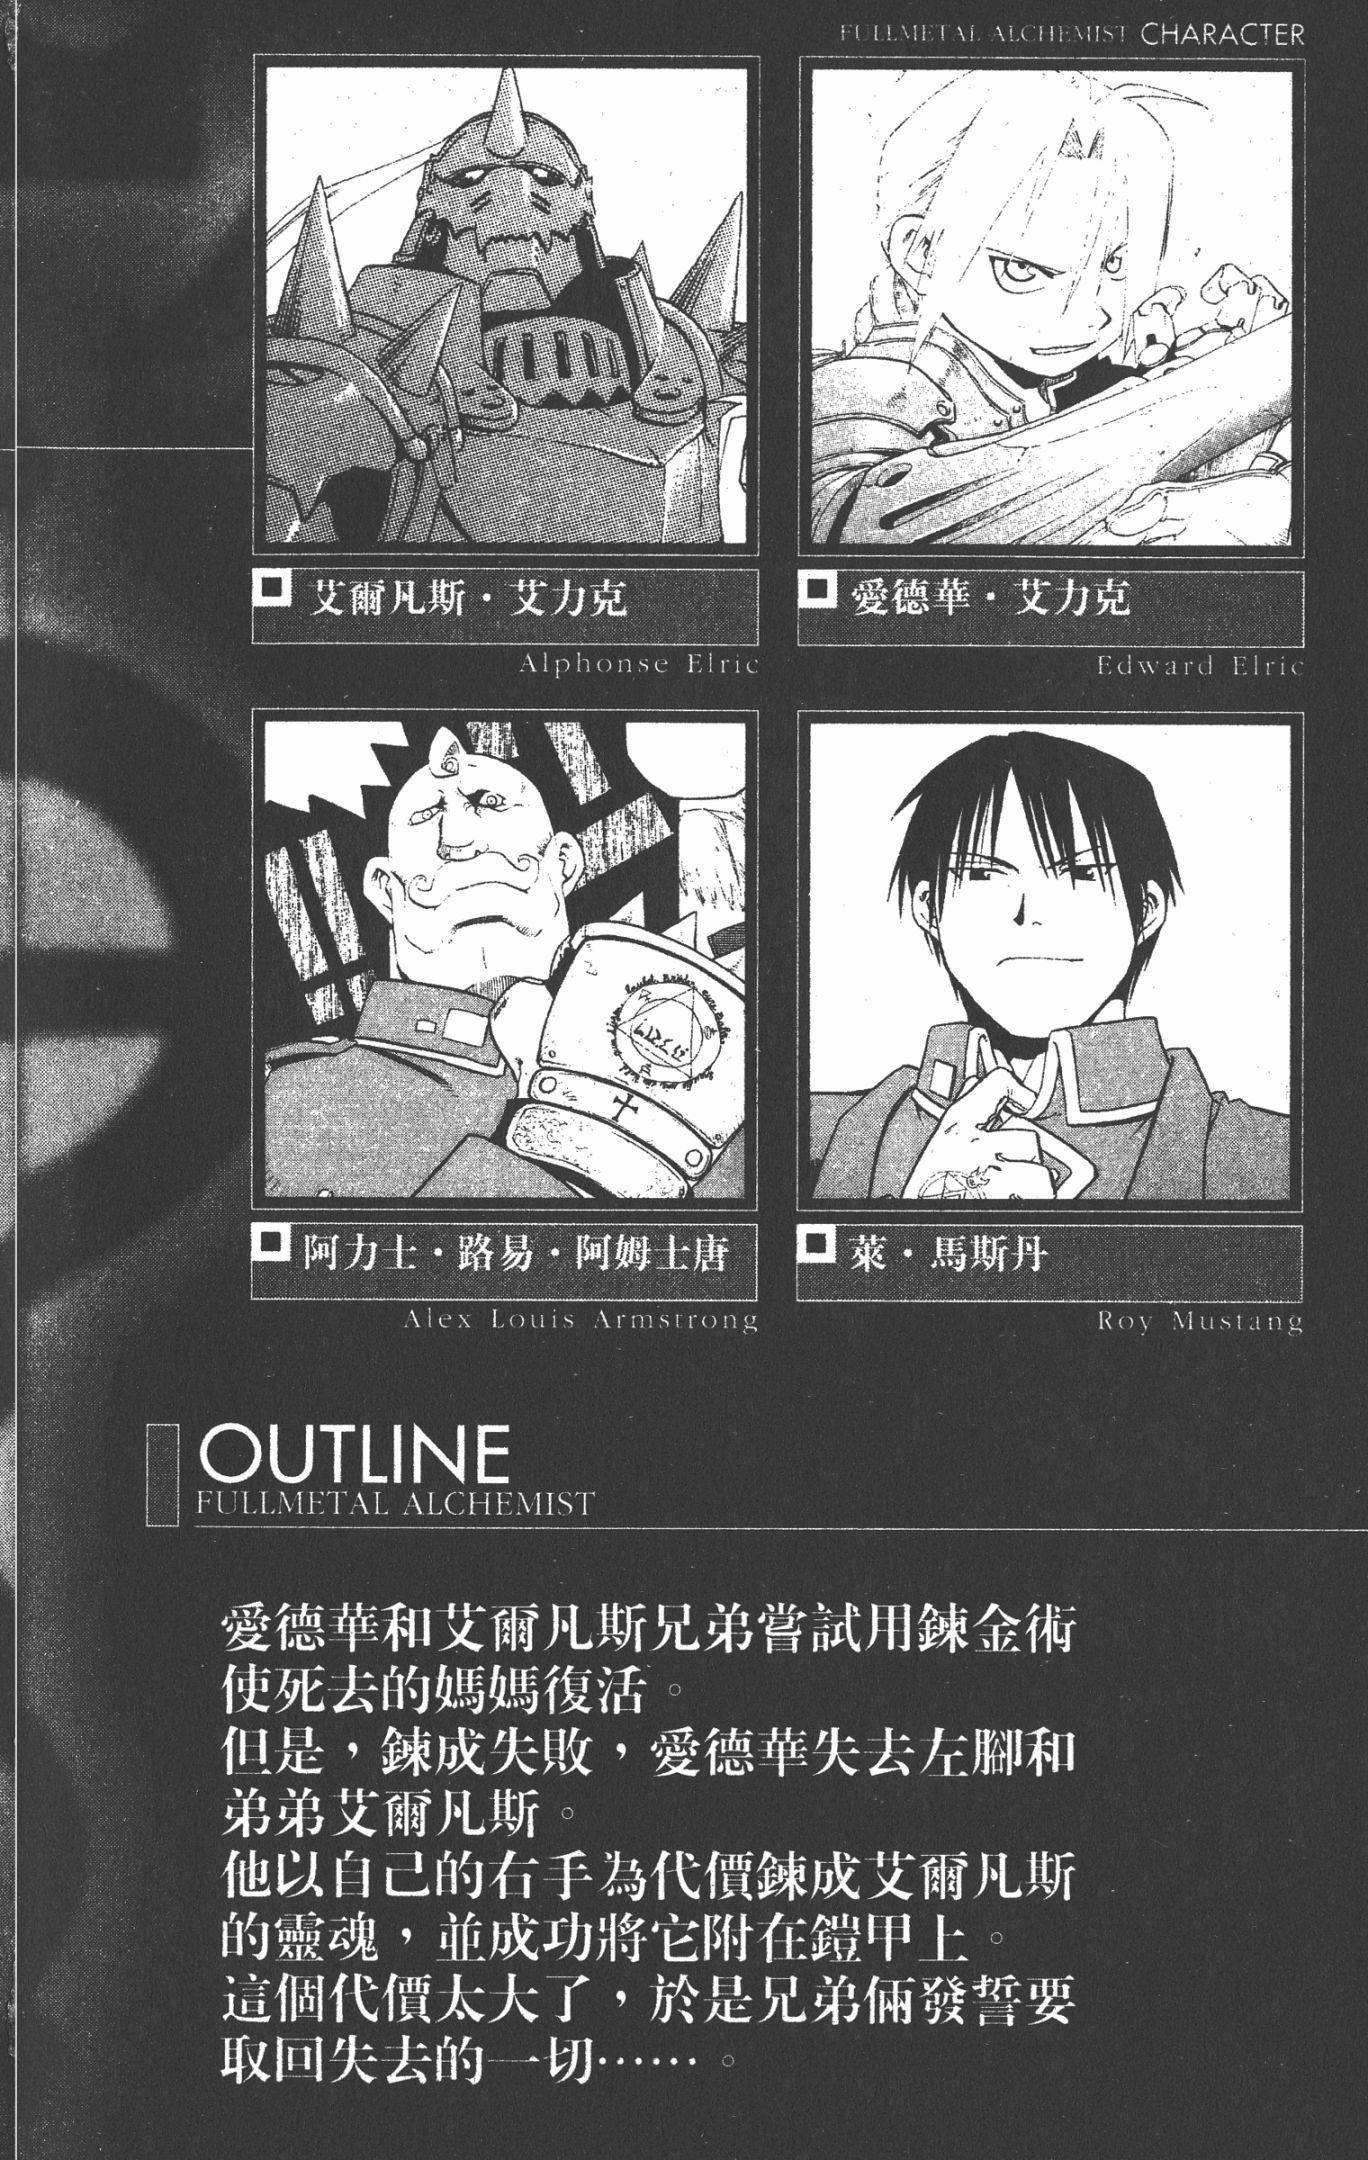 FULLMETAL ALCHEMIST CHARACTER
艾爾凡斯・艾力克
Alphonse Elric
愛德華・艾力克
Edward Elric
阿力士・路易・阿姆士唐
Alex Louis Armstrong
萊・馬斯丹
Roy Mustang
OUTLINE
FULLMETAL ALCHEMIST
愛德華和艾爾凡斯兄弟嘗試用鍊金術
使死去的媽媽復活。
但是，鍊成失敗，愛德華失去左腳和
弟弟艾爾凡斯。
他以自己的右手為代價鍊成艾爾凡斯
的靈魂，並成功將它附在鎧甲上。
這個代價太大了，於是兄弟倆發誓要
取回失去的一切⋯⋯。